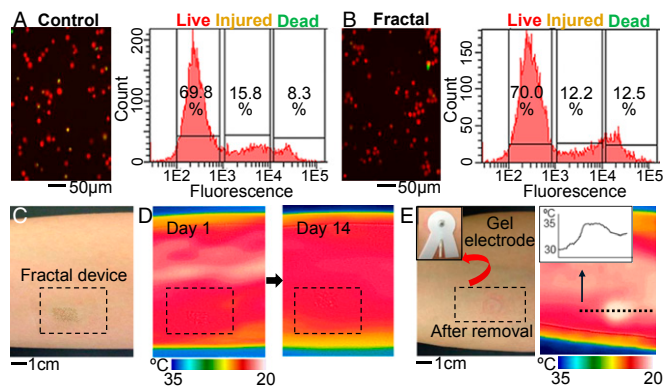 A Control
Live Injured Dead
200
150
100
50
0
Count
69.8 %
15.8 %
8.3 %
1E2 1E3 1E4 1E5
Fluorescence
50µm
B Fractal
Live Injured Dead
150
100
50
0
Count
70.0 %
12.2 %
12.5 %
1E2 1E3 1E4 1E5
Fluorescence
50µm
C
Fractal device
1cm
D
Day 1
Day 14
ºC
35 20
E
Gel
electrode
After removal
1cm
ºC
35
30
ºC
35 20